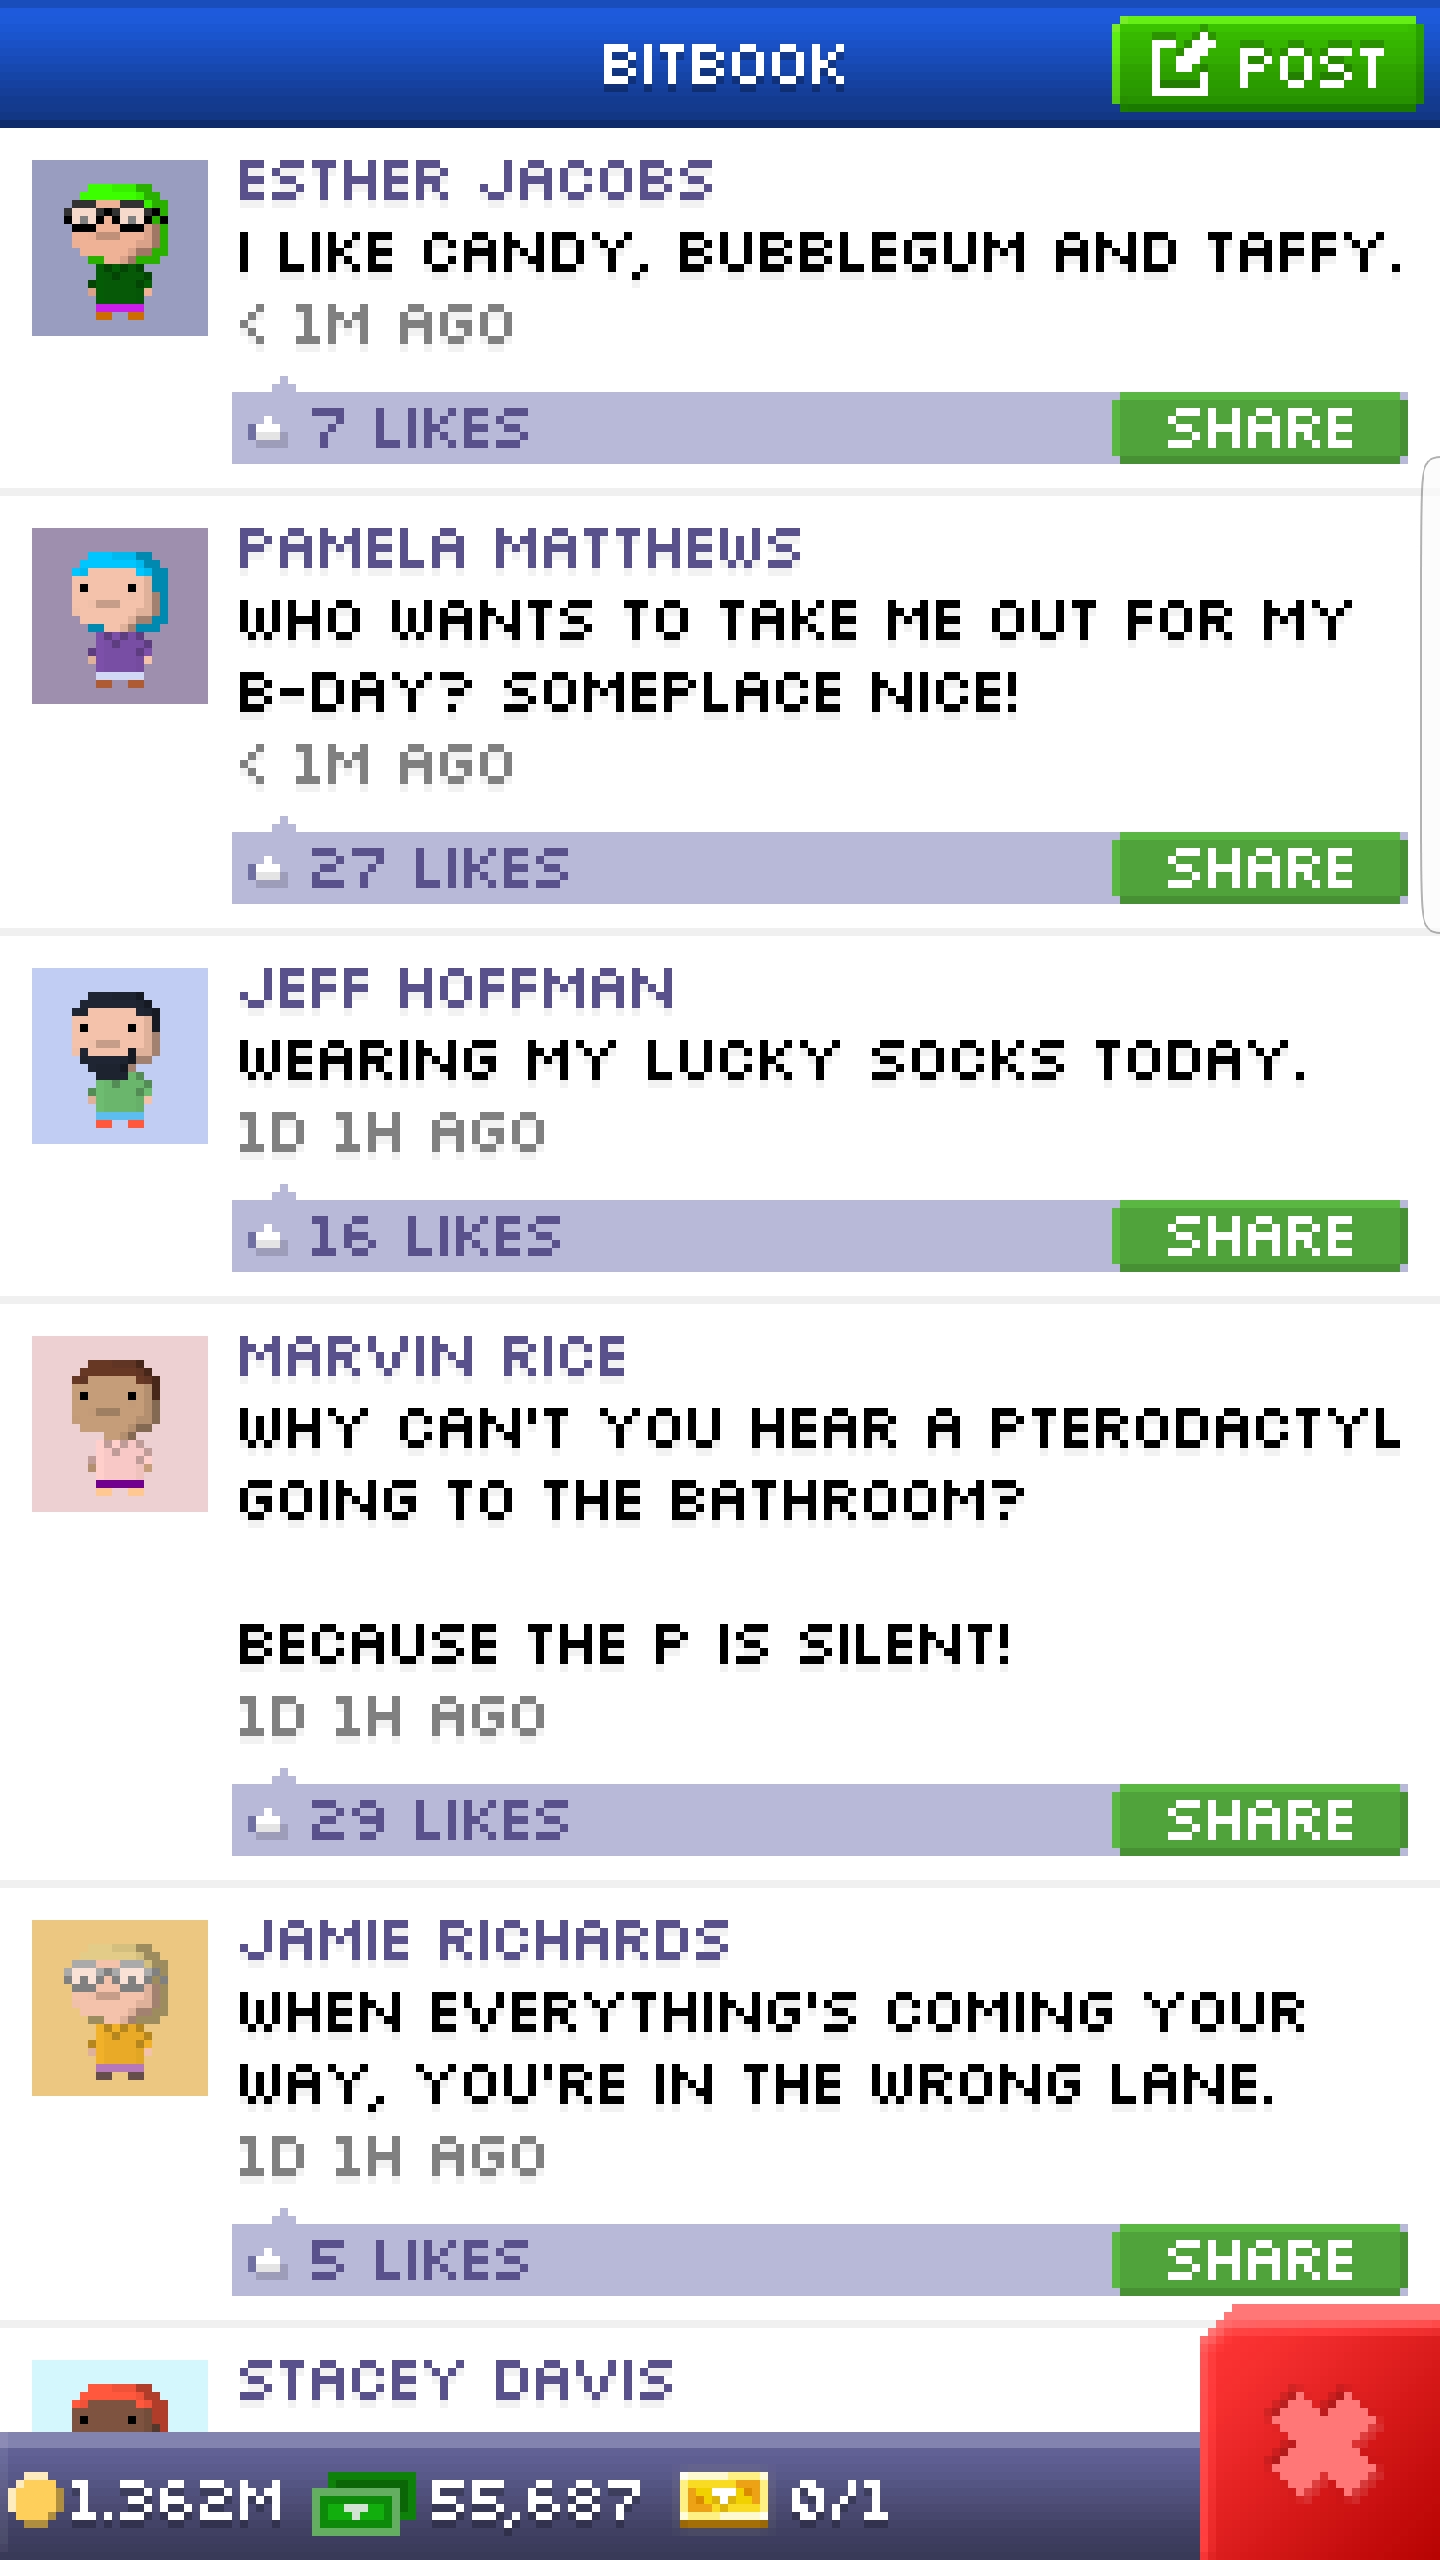 BITBOOK
POST
ESTHER JACOBS
I LIKE CANDY, BUBBLEGUM AND TAFFY.
< 1M AGO
7 LIKES
SHARE
PAMELA MATTHEWS
WHO WANTS TO TAKE ME OUT FOR MY
B-DAY? SOMEPLACE NICE!
< 1M AGO
27 LIKES
SHARE
JEFF HOFFMAN
WEARING MY LUCKY SOCKS TODAY.
1D 1H AGO
16 LIKES
SHARE
MARVIN RICE
WHY CAN'T YOU HEAR A PTERODACTYL
GOING TO THE BATHROOM?
BECAUSE THE P IS SILENT!
1D 1H AGO
29 LIKES
SHARE
JAMIE RICHARDS
WHEN EVERYTHING'S COMING YOUR
WAY, YOU'RE IN THE WRONG LANE.
1D 1H AGO
5 LIKES
SHARE
STACEY DAVIS
1.362M
55,687
0/1